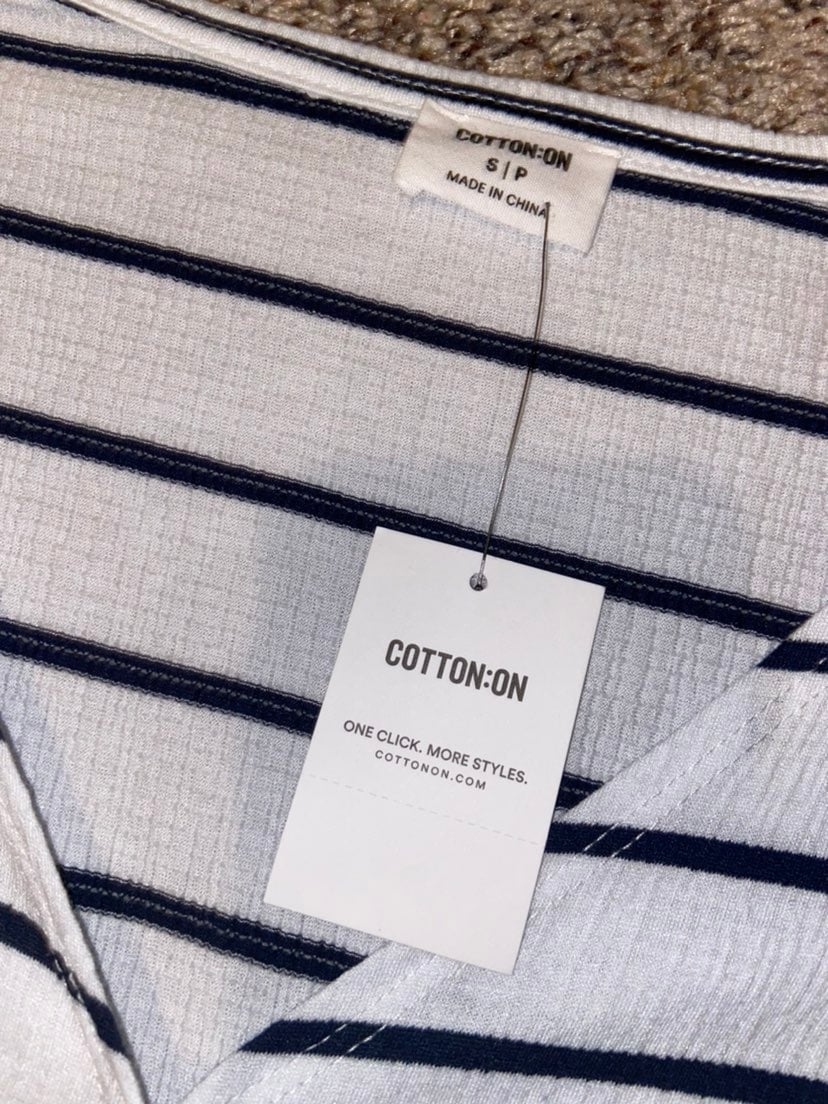 COTTON:ON
S | P
MADE IN CHINA
COTTON:ON
ONE CLICK. MORE STYLES.
COTTONON.COM